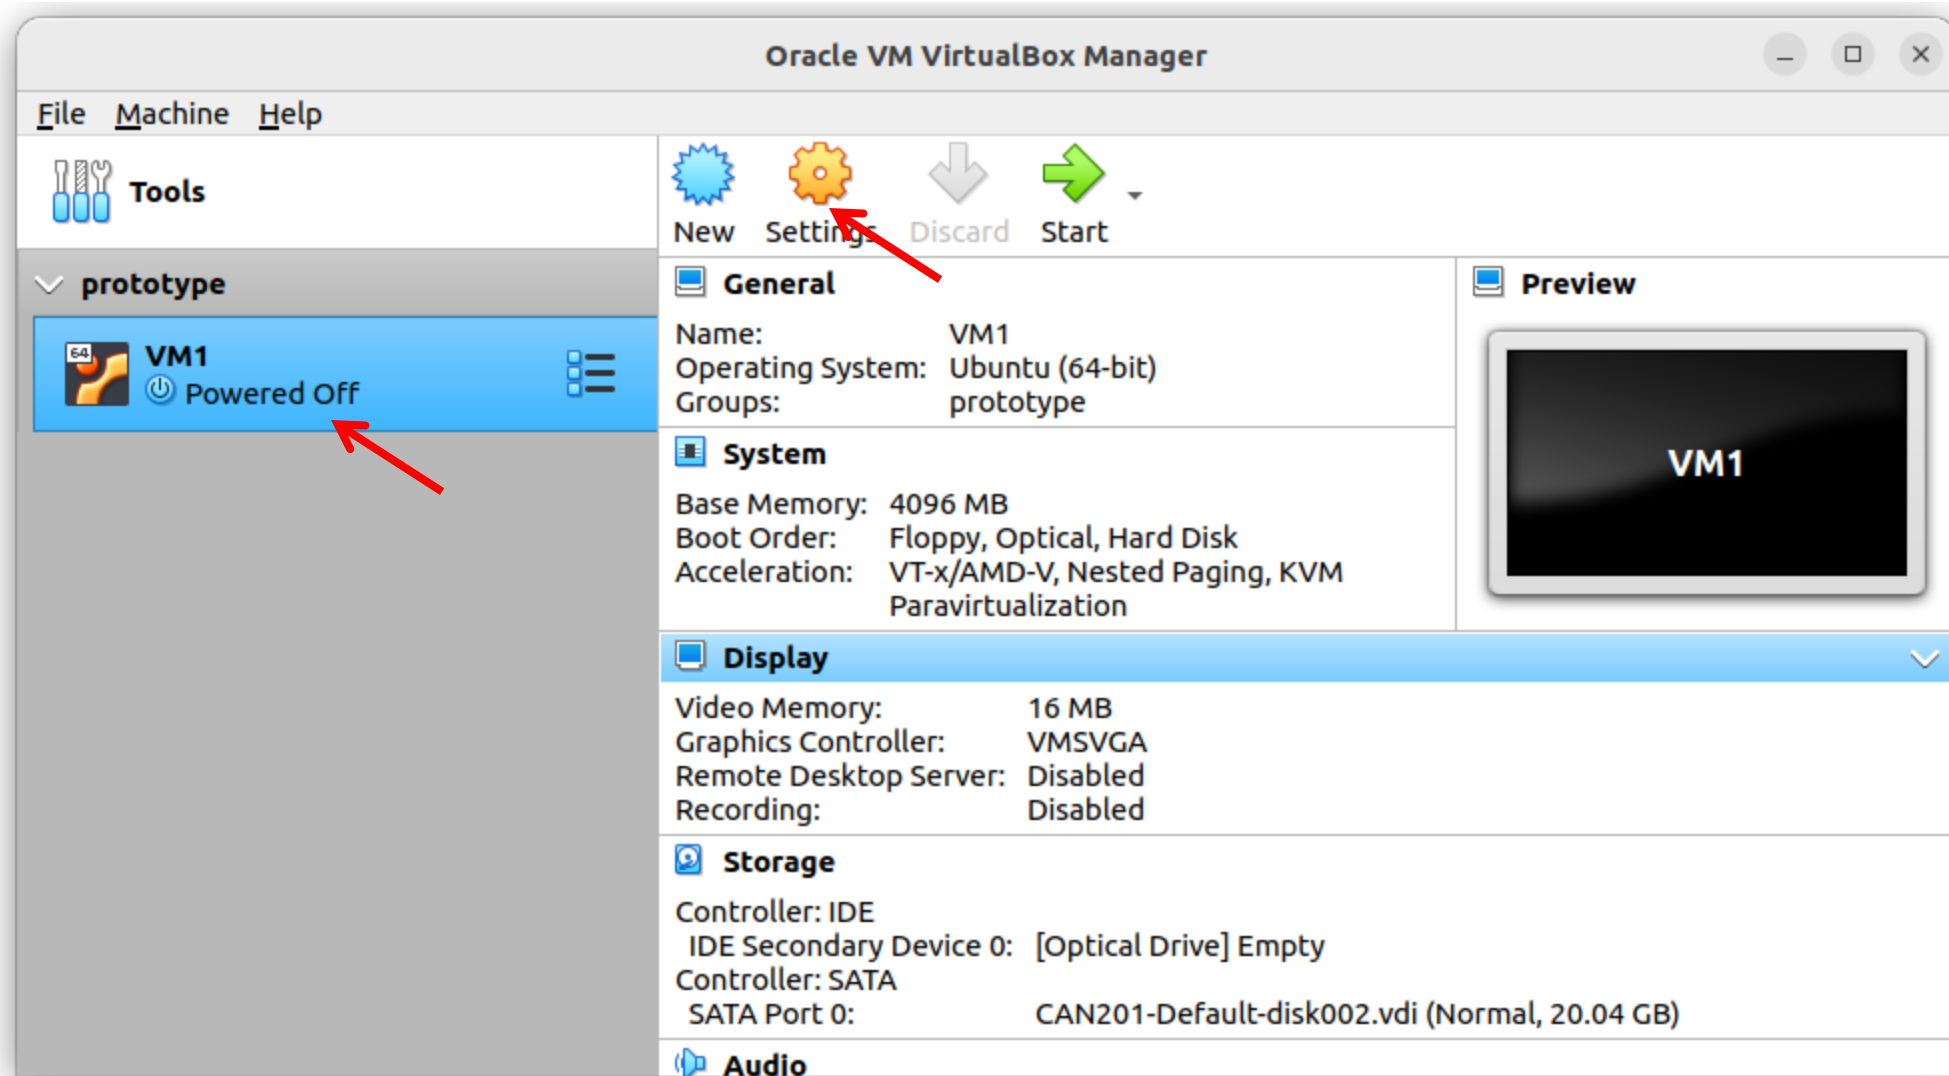 Oracle VM VirtualBox Manager
File Machine Help
Tools
New Settings Discard Start
prototype
64
VM1
Powered Off
General
Name: VM1
Operating System: Ubuntu (64-bit)
Groups: prototype
Preview
VM1
System
Base Memory: 4096 MB
Boot Order: Floppy, Optical, Hard Disk
Acceleration: VT-x/AMD-V, Nested Paging, KVM
Paravirtualization
Display
Video Memory: 16 MB
Graphics Controller: VMSVGA
Remote Desktop Server: Disabled
Recording: Disabled
Storage
Controller: IDE
IDE Secondary Device 0: [Optical Drive] Empty
Controller: SATA
SATA Port 0: CAN201-Default-disk002.vdi (Normal, 20.04 GB)
Audio